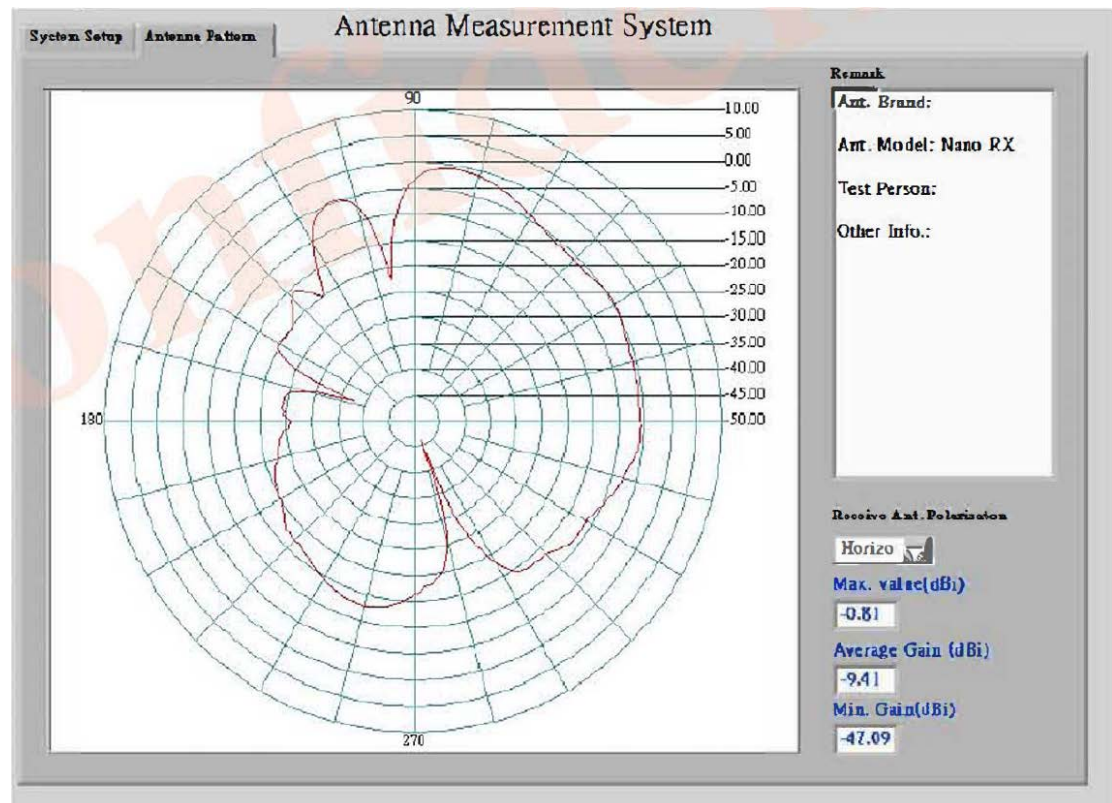 Antenna Measurement System
System Setup
Antenna Pattern
90
10.00
5.00
0.00
-5.00
-10.00
-15.00
-20.00
-25.00
-30.00
-35.00
-40.00
-45.00
-50.00
180
270
Remark
Ant. Brand:
Ant. Model: Nano RX
Test Person:
Other Info.:
Receive Ant. Polarization
Horizo
Max. value(dBi)
-0.81
Average Gain (dBi)
-9.41
Min. Gain(dBi)
-47.09